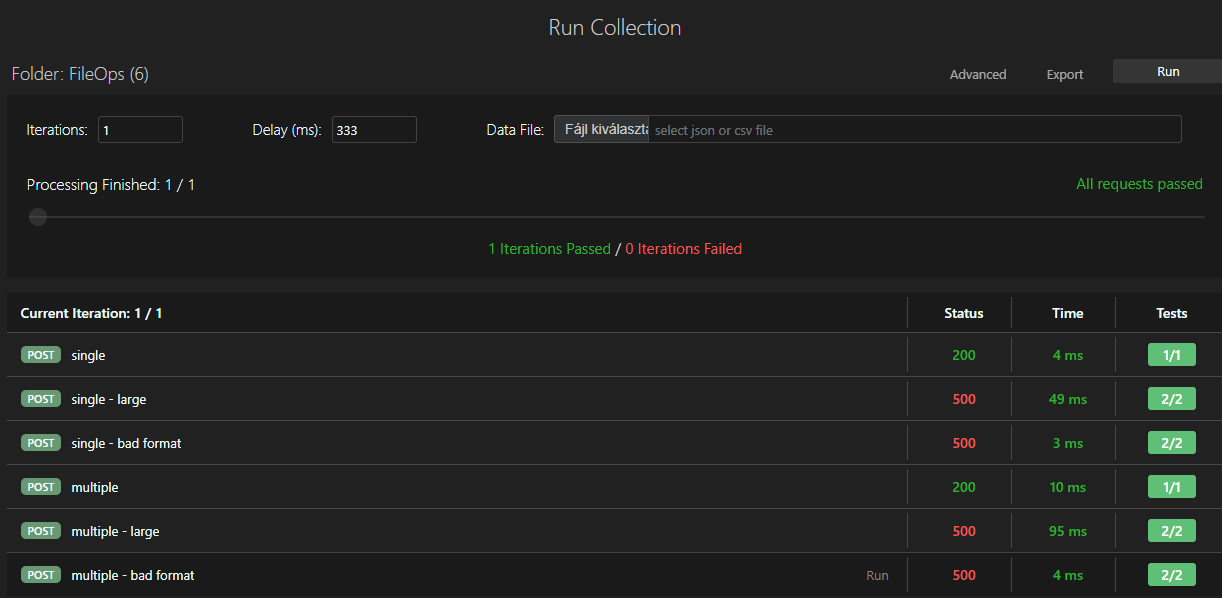 Run Collection
Folder: FileOps (6) Advanced Export Run
Iterations: 1 Delay (ms): 333 Data File: Fájl kiválaszt select json or csv file
Processing Finished: 1 / 1 All requests passed
1 Iterations Passed / 0 Iterations Failed
Current Iteration: 1 / 1 Status Time Tests
POST single 200 4 ms 1/1
POST single - large 500 49 ms 2/2
POST single - bad format 500 3 ms 2/2
POST multiple 200 10 ms 1/1
POST multiple - large 500 95 ms 2/2
POST multiple - bad format Run 500 4 ms 2/2